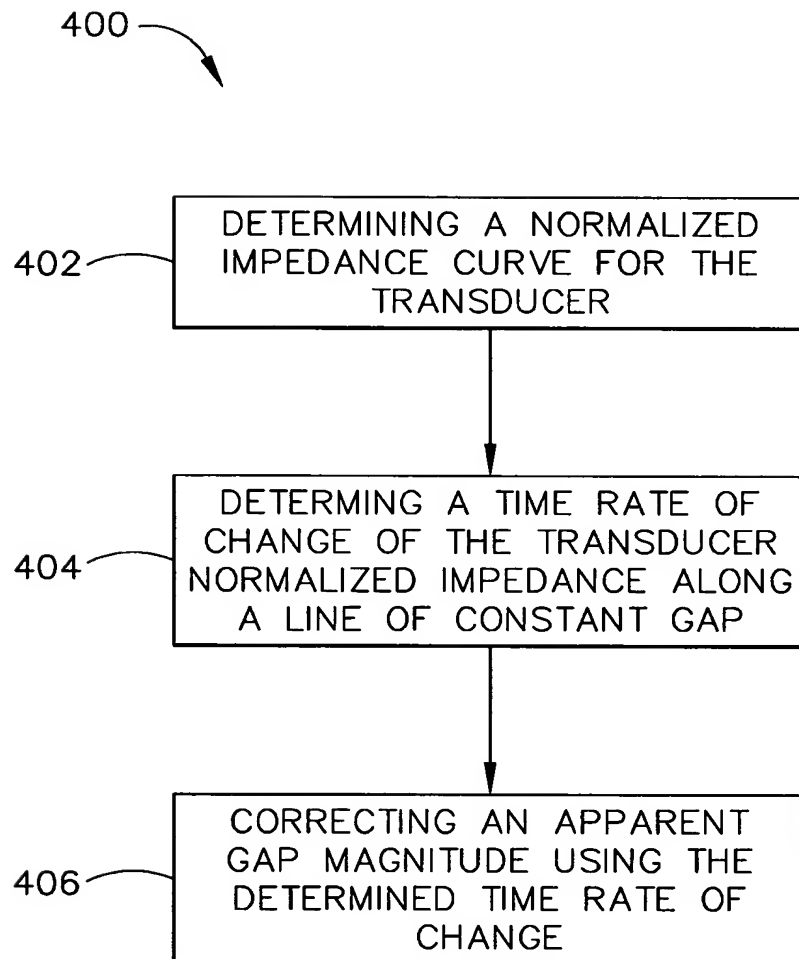 400
402
DETERMINING A NORMALIZED
IMPEDANCE CURVE FOR THE
TRANSDUCER
404
DETERMING A TIME RATE OF
CHANGE OF THE TRANSDUCER
NORMALIZED IMPEDANCE ALONG
A LINE OF CONSTANT GAP
406
CORRECTING AN APPARENT
GAP MAGNITUDE USING THE
DETERMINED TIME RATE OF
CHANGE